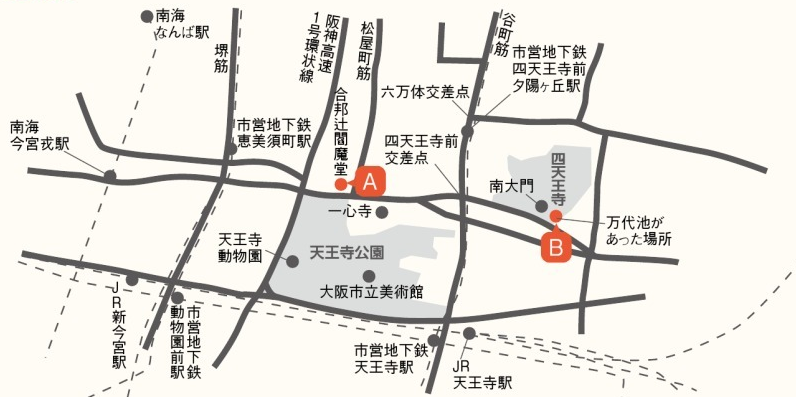 南海
なんば駅
堺筋
阪神高速
1号環状線
松屋町筋
谷町筋
市営地下鉄
四天王寺前
夕陽ヶ丘駅
六万体交差点
合邦辻閻魔堂
市営地下鉄
恵美須町駅
南海
今宮戎駅
四天王寺前
交差点
四天王寺
A
南大門
一心寺
万代池が
あった場所
B
天王寺
動物園
天王寺公園
大阪市立美術館
JR新今宮駅
市営地下鉄
動物園前駅
市営地下鉄
天王寺駅
JR
天王寺駅